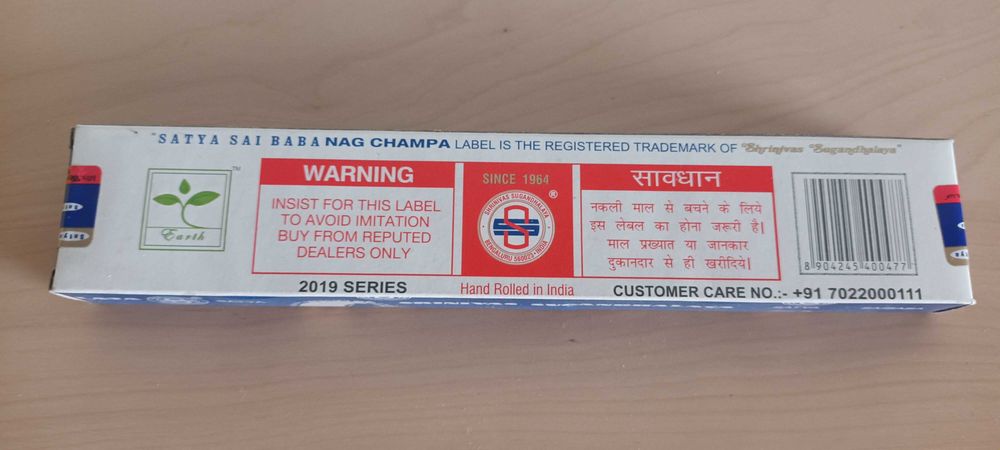 "SATYA SAI BABA NAG CHAMPA LABEL IS THE REGISTERED TRADEMARK OF "Shrinivas Sugandhalaya"
Earth
TM
WARNING
INSIST FOR THIS LABEL
TO AVOID IMITATION
BUY FROM REPUTED
DEALERS ONLY
SINCE 1964
®
SHRINIVAS SUGANDHALAYA
BENGALURU 560023 • INDIA
सावधान
नकली माल से बचने के लिये
इस लेबल का होना जरूरी है।
माल प्रख्यात या जानकार
दुकानदार से ही खरीदिये।
8 904245 400477
2019 SERIES
Hand Rolled in India
CUSTOMER CARE NO.:- +91 7022000111